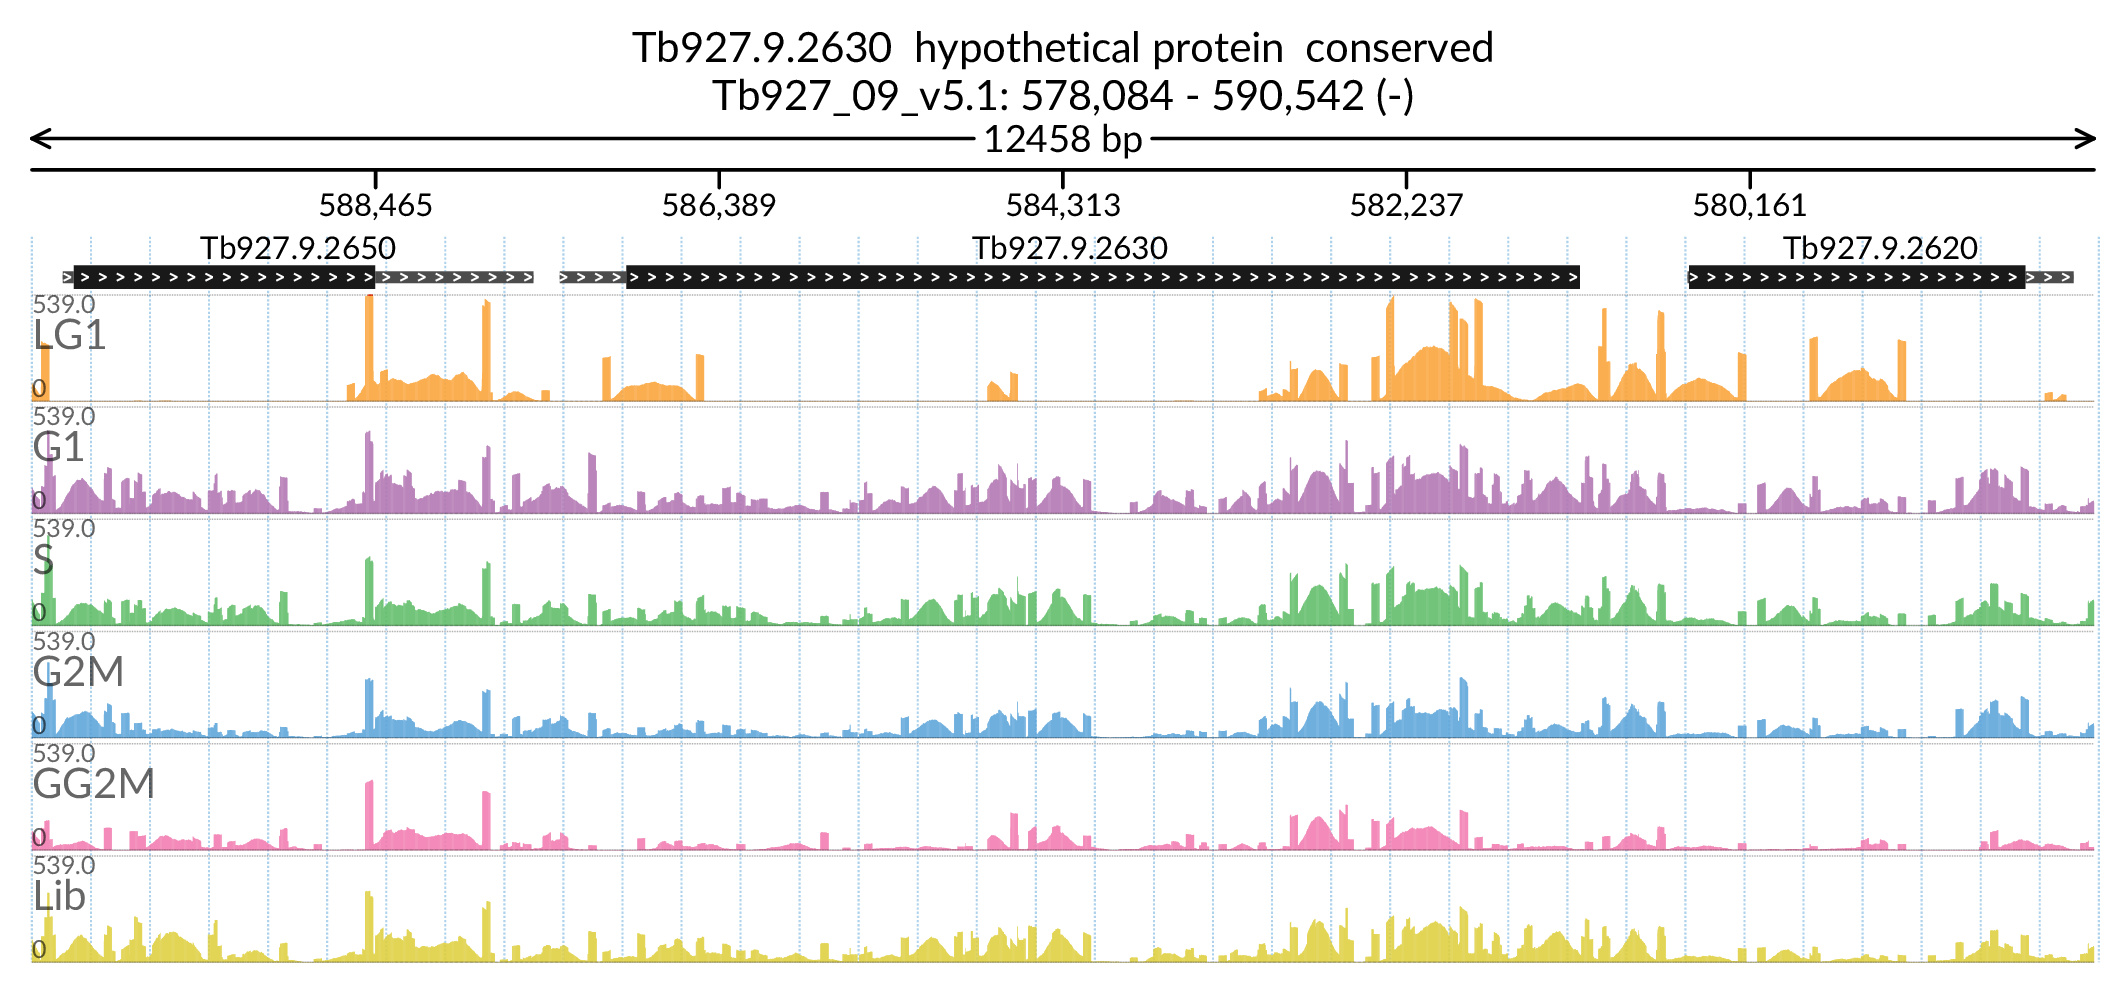 Tb927.9.2630  hypothetical protein  conserved
Tb927_09_v5.1: 578,084 - 590,542 (-)
12458 bp
588,465 586,389 584,313 582,237 580,161
Tb927.9.2650 Tb927.9.2630 Tb927.9.2620
539.0
LG1
0
539.0
G1
0
539.0
S
0
539.0
G2M
0
539.0
GG2M
0
539.0
Lib
0